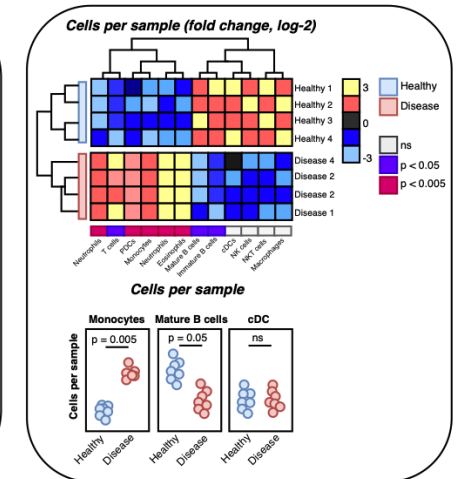 Cells per sample (fold change, log-2)
Healthy 1
Healthy 2
Healthy 3
Healthy 4
Disease 4
Disease 2
Disease 2
Disease 1
3
0
-3
Healthy
Disease
ns
p < 0.05
p < 0.005
Neutrophils
T cells
PDCs
Monocytes
Neutrophils
Eosinophils
Mature B cells
Immature B cells
cDCs
NK cells
NKT cells
Macrophages
Cells per sample
Monocytes
Mature B cells
cDC
Cells per sample
p = 0.005
p = 0.05
ns
Healthy
Disease
Healthy
Disease
Healthy
Disease